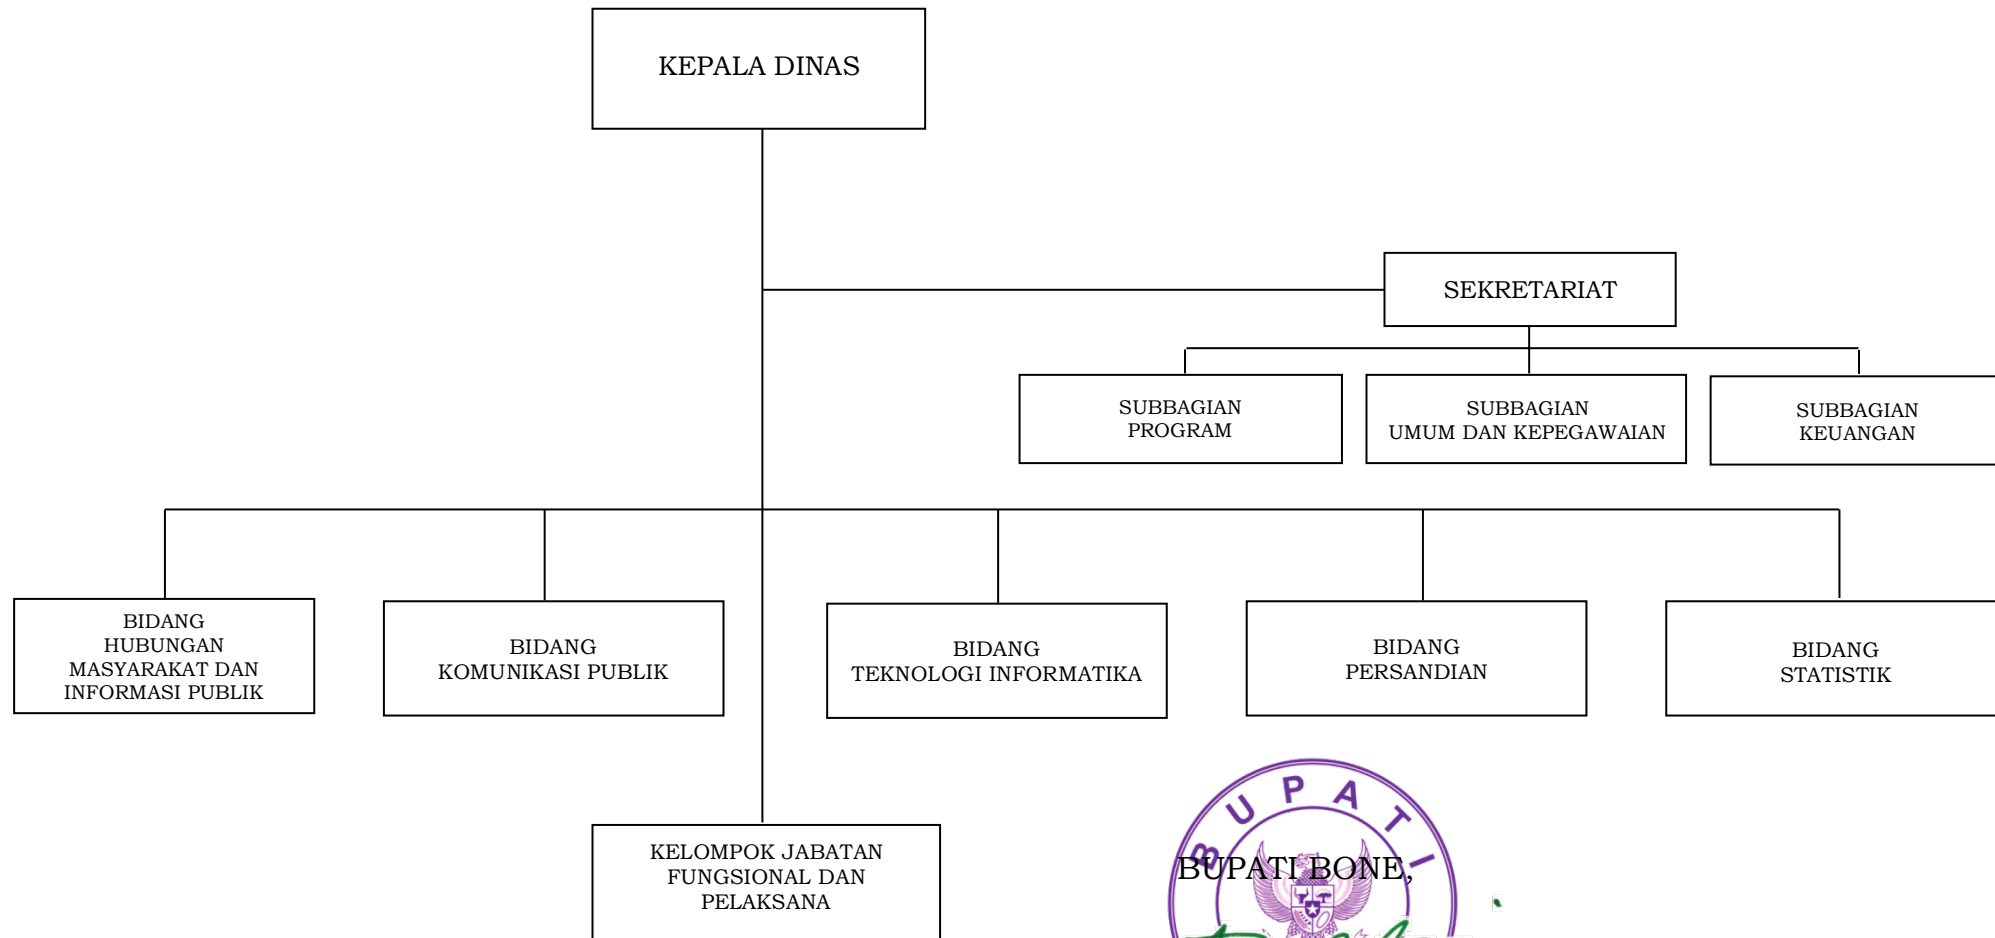 KEPALA DINAS
SEKRETARIAT
SUBBAGIAN
PROGRAM
SUBBAGIAN
UMUM DAN KEPEGAWAIAN
SUBBAGIAN
KEUANGAN
BIDANG
HUBUNGAN
MASYARAKAT DAN
INFORMASI PUBLIK
BIDANG
KOMUNIKASI PUBLIK
BIDANG
TEKNOLOGI INFORMATIKA
BIDANG
PERSANDIAN
BIDANG
STATISTIK
KELOMPOK JABATAN
FUNGSIONAL DAN
PELAKSANA
BUPATI
BUPATI BONE,